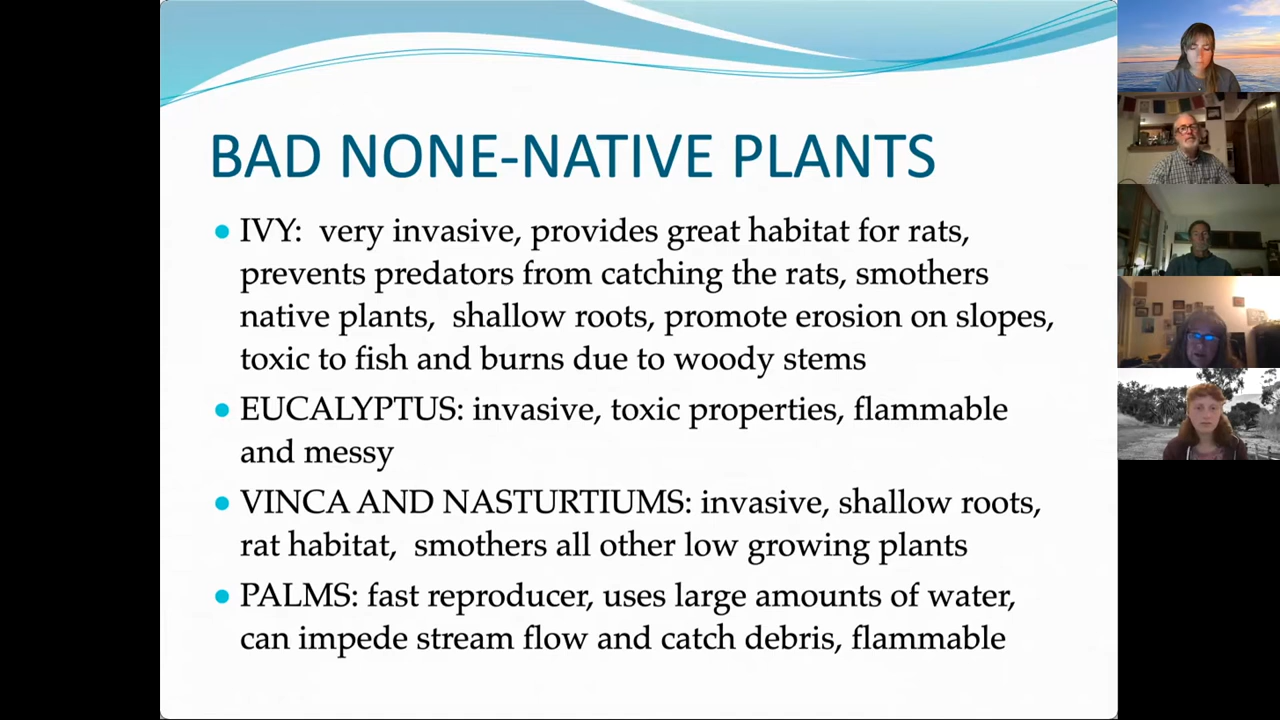 BAD NONE-NATIVE PLANTS
• IVY:  very invasive, provides great habitat for rats,
prevents predators from catching the rats, smothers
native plants,  shallow roots, promote erosion on slopes,
toxic to fish and burns due to woody stems
• EUCALYPTUS: invasive, toxic properties, flammable
and messy
• VINCA AND NASTURTIUMS: invasive, shallow roots,
rat habitat,  smothers all other low growing plants
• PALMS: fast reproducer, uses large amounts of water,
can impede stream flow and catch debris, flammable